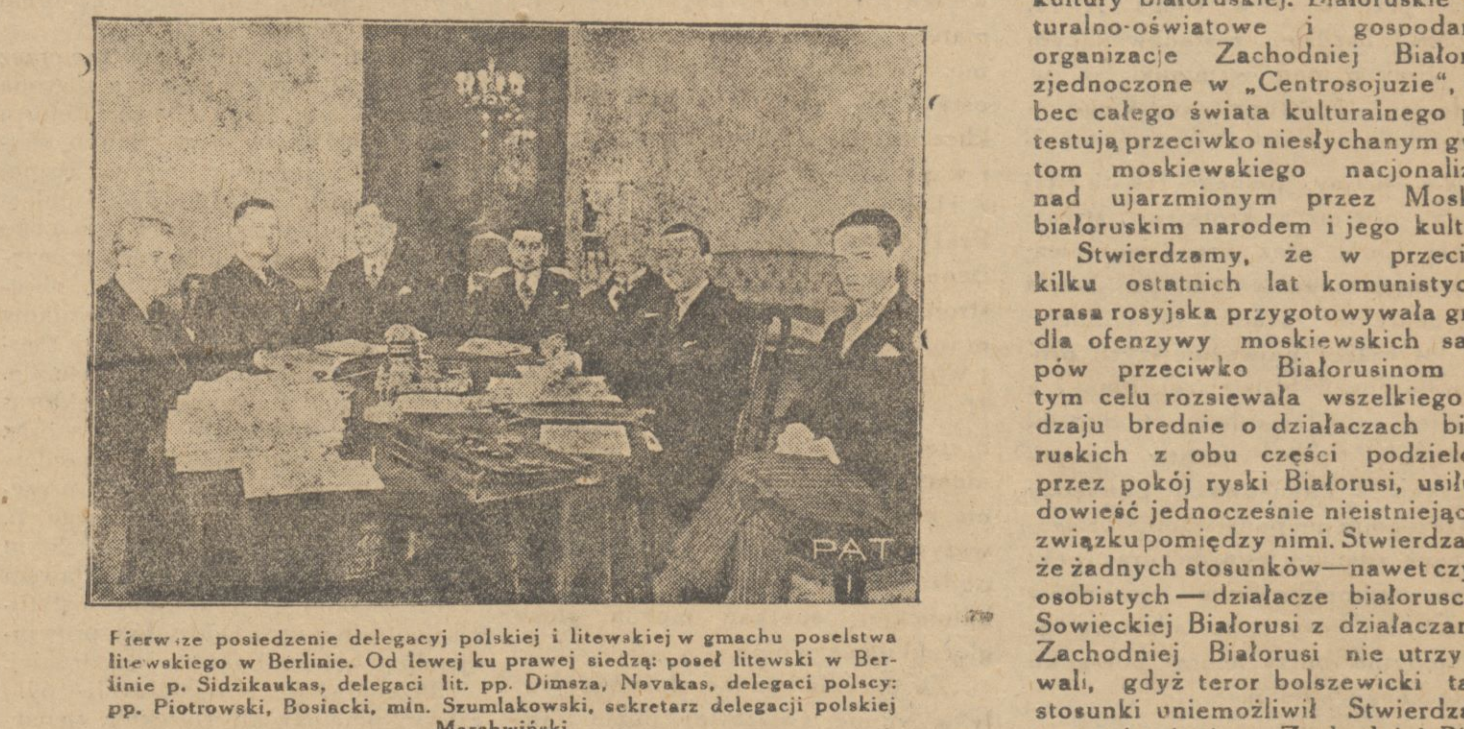 PAT
Pierwsze posiedzenie delegacyj polskiej i litewskiej w gmachu poselstwa
litewskiego w Berlinie. Od lewej ku prawej siedzą: poseł litewski w Ber-
linie p. Sidzikaukas, delegaci lit. pp. Dimsza, Navakas, delegaci polscy:
pp. Piotrowski, Bosiacki, min. Szumlakowski, sekretarz delegacji polskiej
kultury białoruskiej. Białoruskie
turalno-oświatowe i gospodar
organizacje Zachodniej Biało
zjednoczone w „Centrosojuzie“,
bec całego świata kulturalnego
testują przeciwko niesłychanym g
tom moskiewskiego nacjonaliz
nad ujarzmionym przez Mos
białoruskim narodem i jego kult
Stwierdzamy, że w przeci
kilku ostatnich lat komunistyc
prasa rosyjska przygotowywała g
dla ofenzywy moskiewskich sa
pów przeciwko Białorusinom
tym celu rozsiewała wszelkiego
dzaju brednie o działaczach bi
ruskich z obu części podziel
przez pokój ryski Białorusi, usił
dowieść jednocześnie nieistniejąc
związku pomiędzy nimi. Stwierdza
że żadnych stosunków—nawet cz
osobistych — działacze białorusc
Sowieckiej Białorusi z działaczar
Zachodniej Białorusi nie utrzy
wali, gdyż teror bolszewicki ta
stosunki uniemożliwił Stwierdz